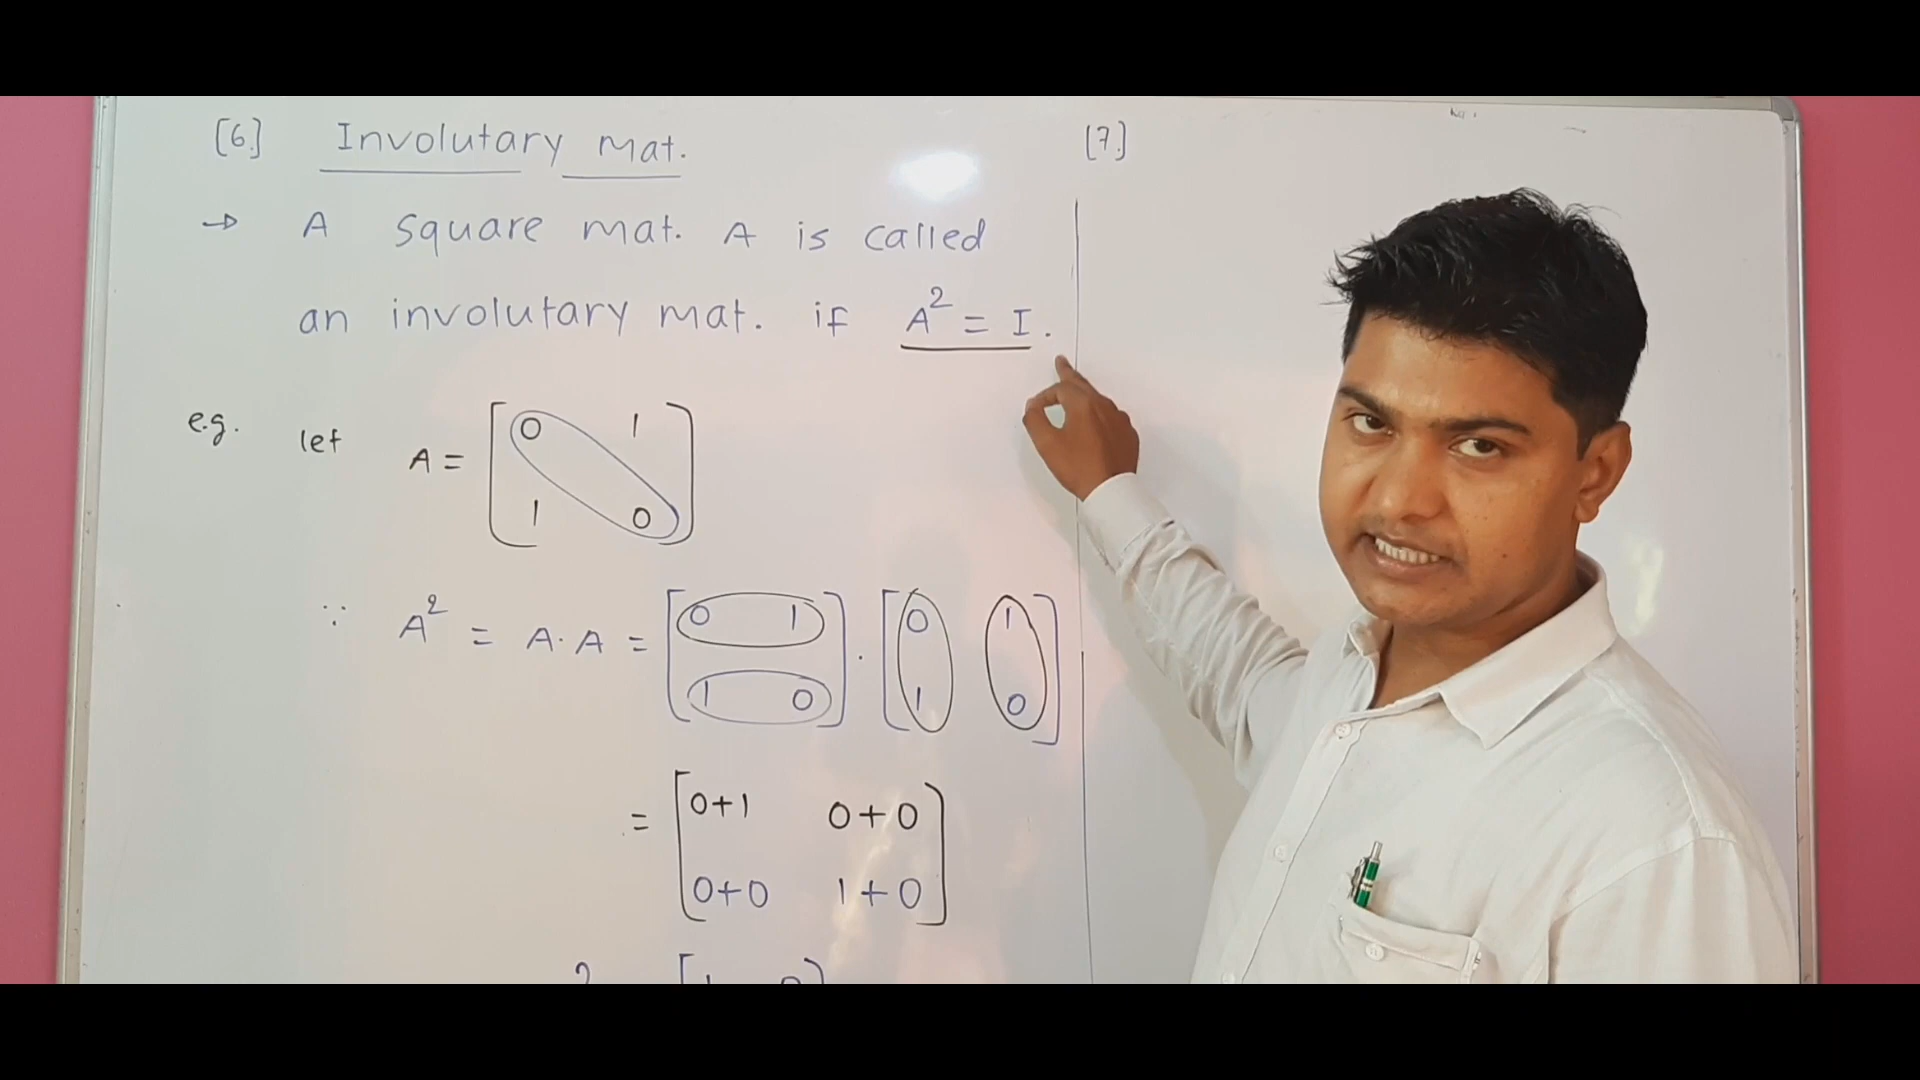 [6.] Involutary mat.
→ A square mat. A is called
an involutary mat. if A² = I.
e.g. let A = [0 1
1 0]
∵ A² = A·A = [0 1
1 0] · [0 1
1 0]
= [0+1 0+0
0+0 1+0]
[7.]